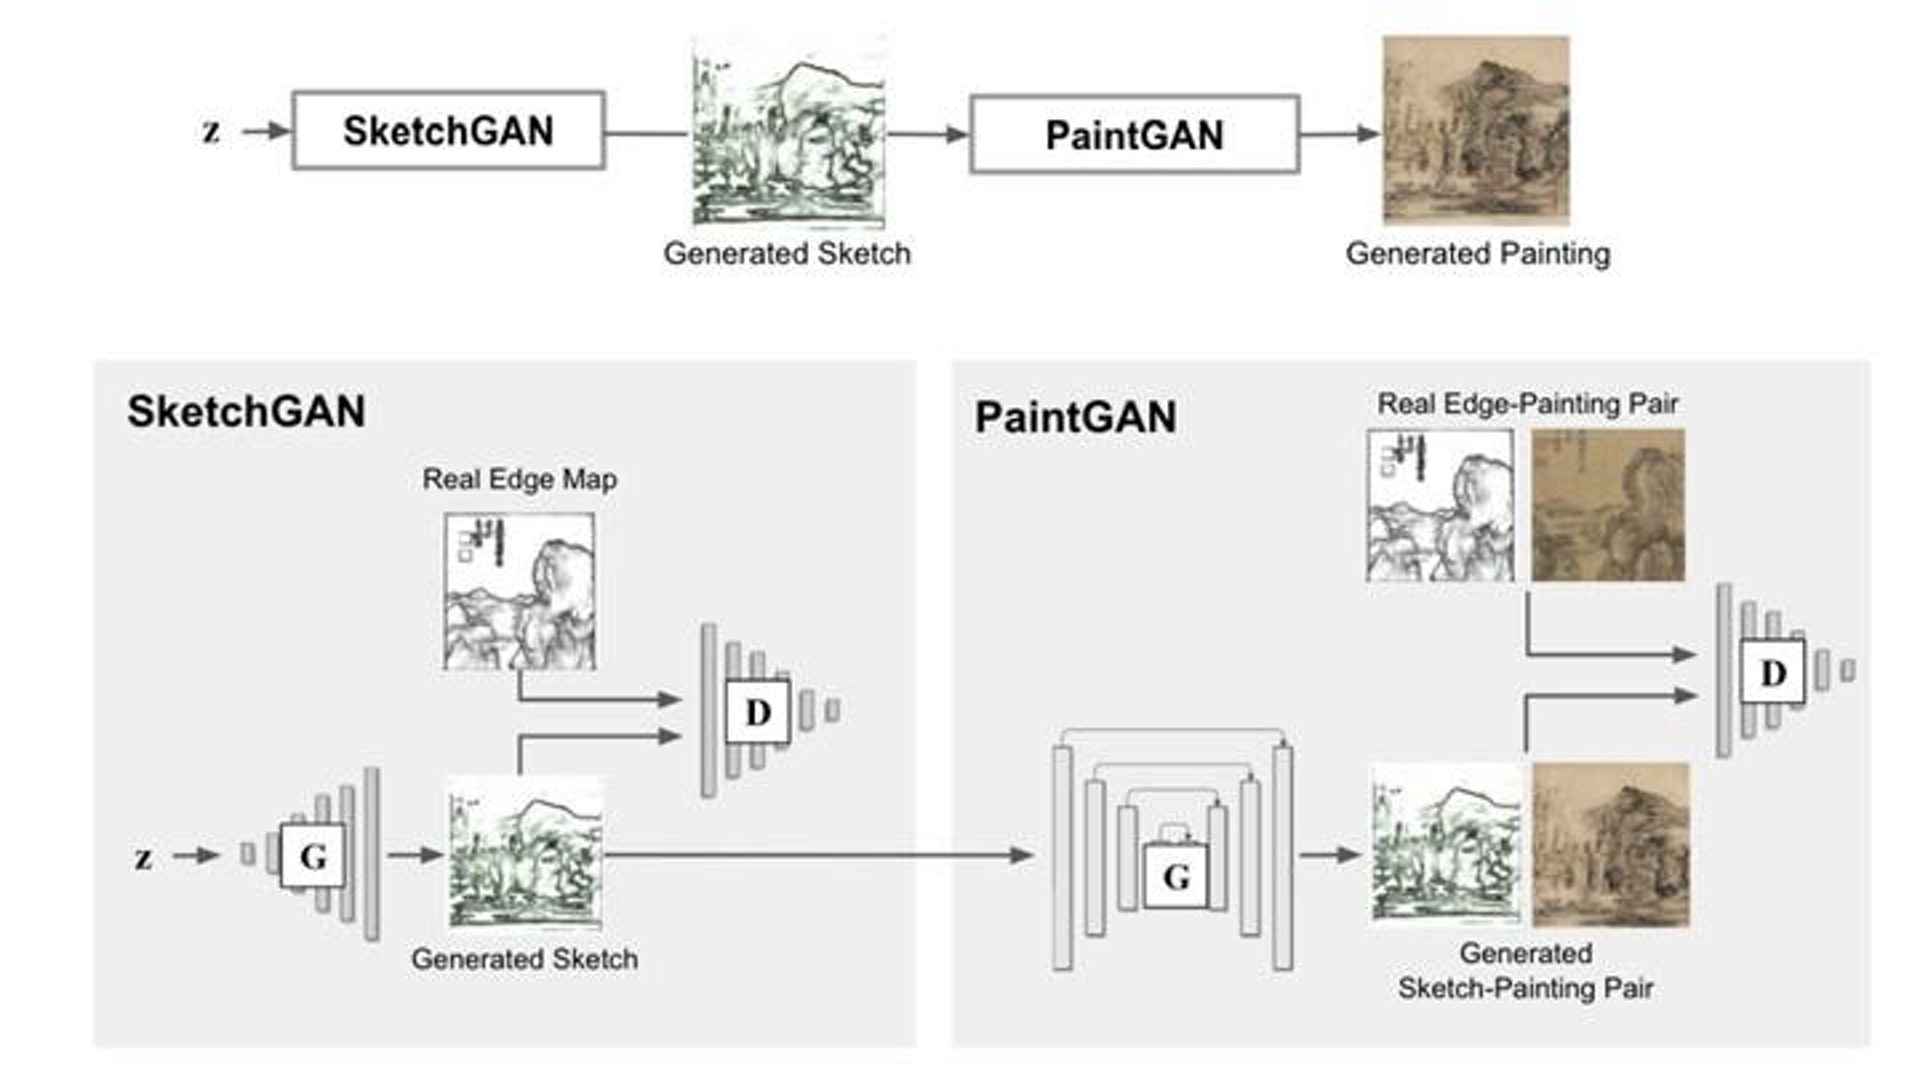 z
SketchGAN
PaintGAN
Generated Sketch
Generated Painting
SketchGAN
Real Edge Map
D
z
G
Generated Sketch
PaintGAN
Real Edge-Painting Pair
D
G
Generated
Sketch-Painting Pair